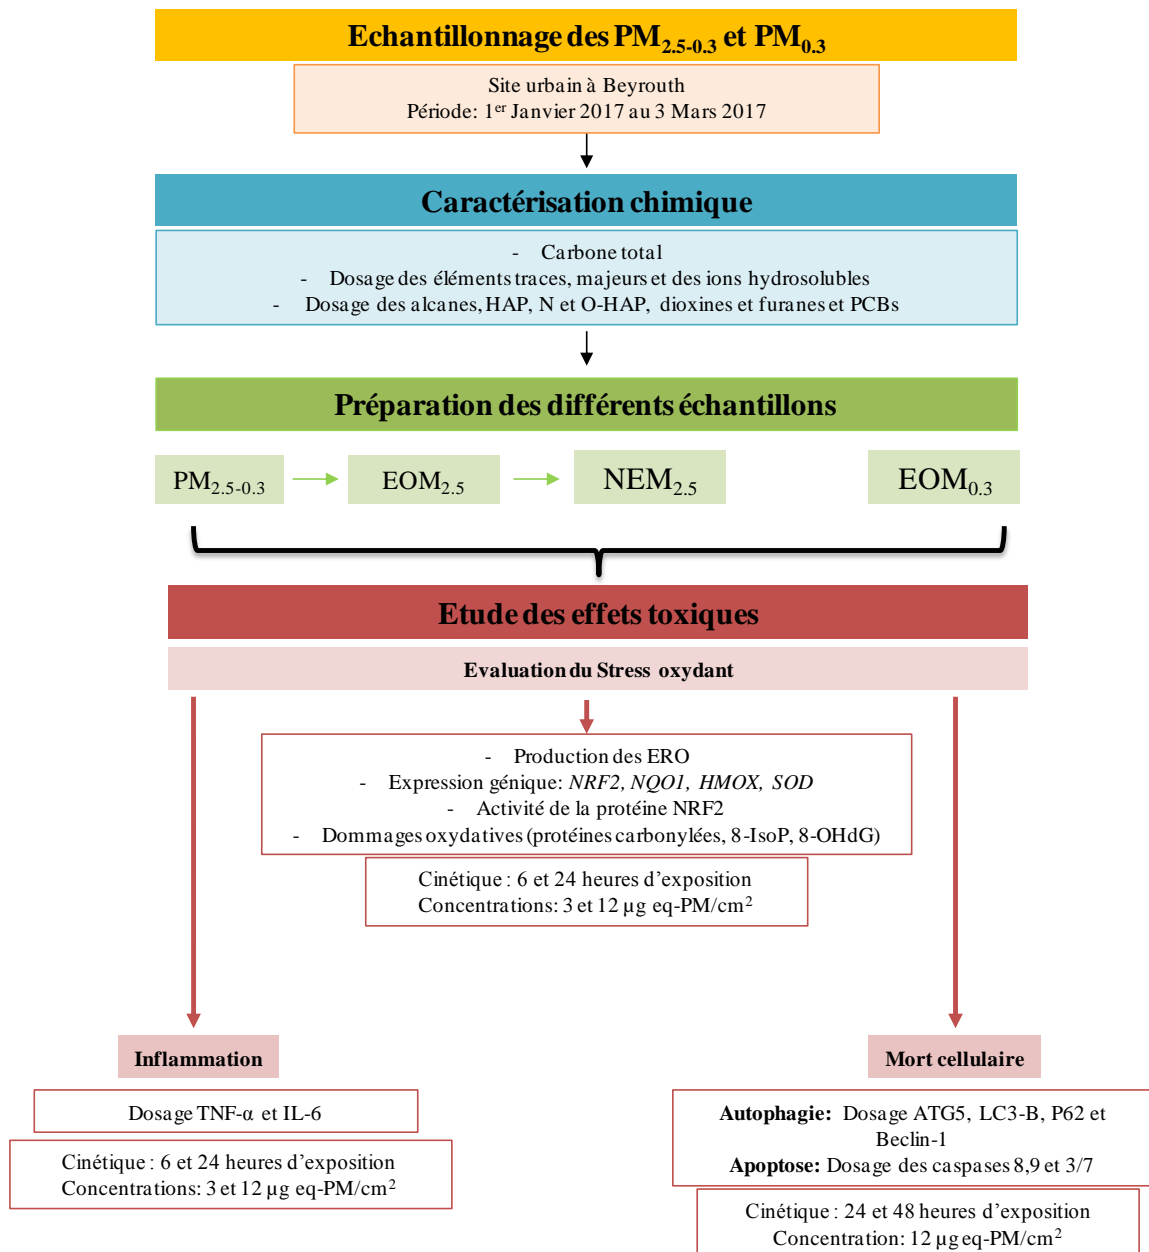 Echantillonnage des PM2.5-0.3 et PM0.3
Site urbain à Beyrouth
Période: 1er Janvier 2017 au 3 Mars 2017
Caractérisation chimique
- Carbone total
- Dosage des éléments traces, majeurs et des ions hydrosolubles
- Dosage des alcanes, HAP, N et O-HAP, dioxines et furanes et PCBs
Préparation des différents échantillons
PM2.5-0.3
EOM2.5
NEM2.5
EOM0.3
Etude des effets toxiques
Evaluation du Stress oxydant
- Production des ERO
- Expression génique: NRF2, NQO1, HMOX, SOD
- Activité de la protéine NRF2
- Dommages oxydatives (protéines carbonylées, 8-IsoP, 8-OHdG)
Cinétique : 6 et 24 heures d’exposition
Concentrations: 3 et 12 µg eq-PM/cm2
Inflammation
Dosage TNF-α et IL-6
Cinétique : 6 et 24 heures d’exposition
Concentrations: 3 et 12 µg eq-PM/cm2
Mort cellulaire
Autophagie: Dosage ATG5, LC3-B, P62 et
Beclin-1
Apoptose: Dosage des caspases 8,9 et 3/7
Cinétique : 24 et 48 heures d’exposition
Concentration: 12 µg eq-PM/cm2